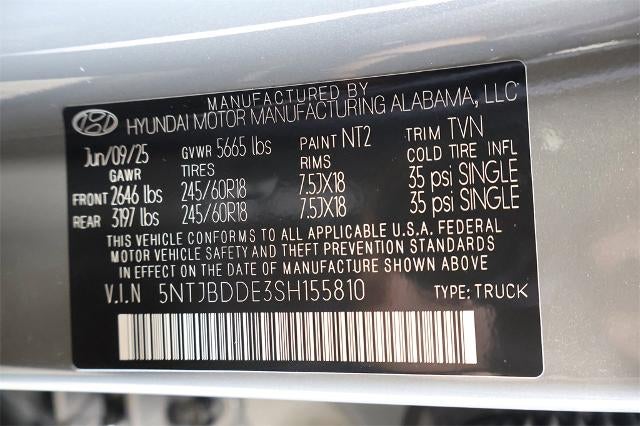 MANUFACTURED BY
HYUNDAI MOTOR MANUFACTURING ALABAMA, LLC
Jun/09/25 GVWR 5665 lbs PAINT NT2 TRIM TVN
GAWR TIRES RIMS COLD TIRE INFL
FRONT 2646 lbs 245/60R18 7.5JX18 35 psi SINGLE
REAR 3197 lbs 245/60R18 7.5JX18 35 psi SINGLE
THIS VEHICLE CONFORMS TO ALL APPLICABLE U.S.A. FEDERAL
MOTOR VEHICLE SAFETY AND THEFT PREVENTION STANDARDS
IN EFFECT ON THE DATE OF MANUFACTURE SHOWN ABOVE.
V.I.N 5NTJBDDE3SH155810 TYPE: TRUCK